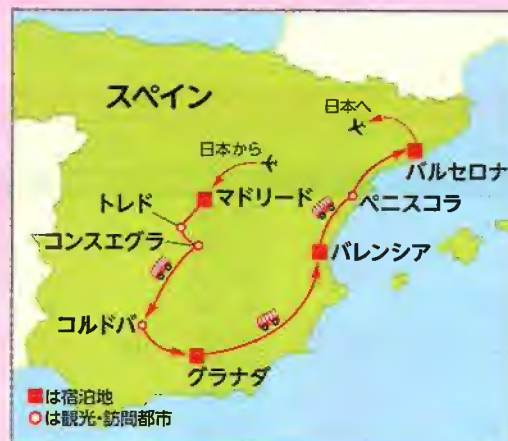 スペイン
日本へ
日本から
バルセロナ
トレド
マドリード
ペニスコラ
コンスエグラ
バレンシア
コルドバ
グラナダ
■は宿泊地
○は観光・訪問都市